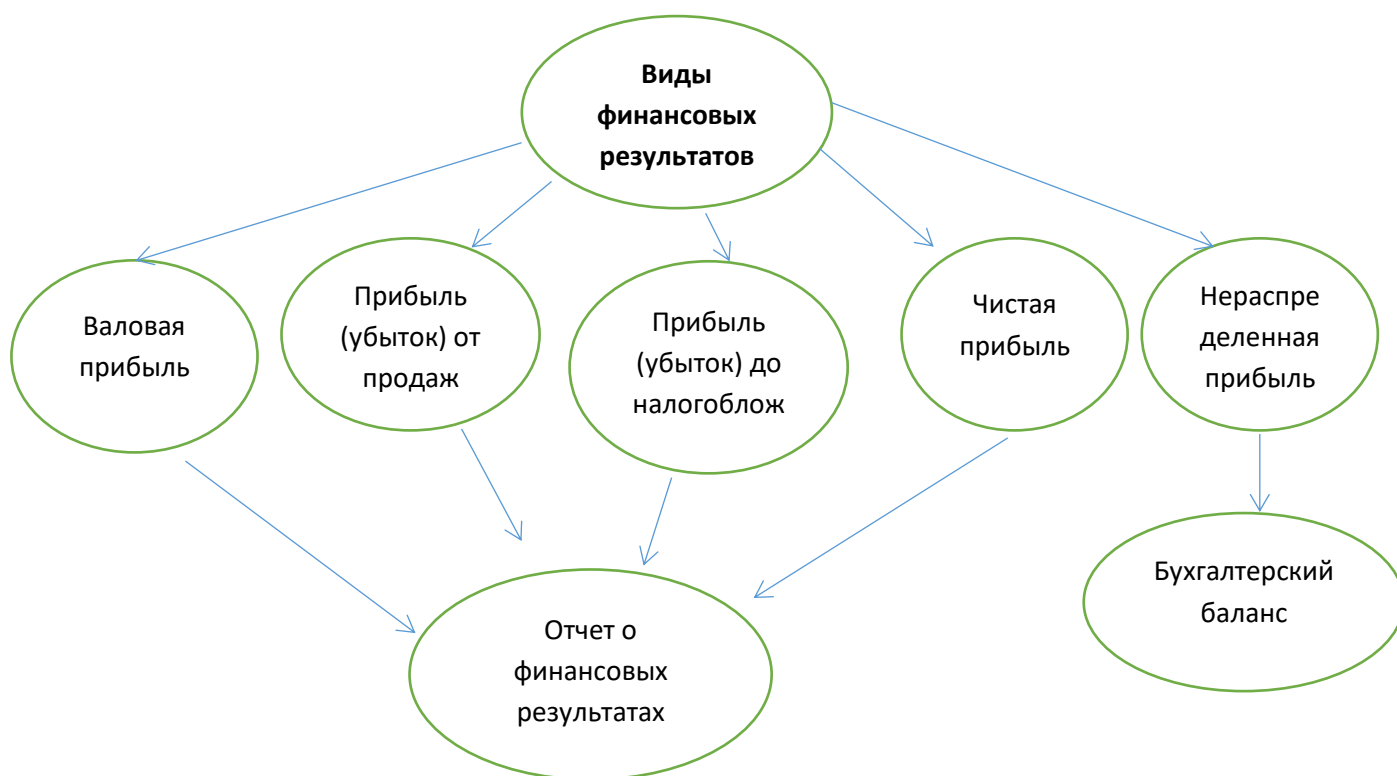 Виды
финансовых
результатов
Валовая
прибыль
Прибыль
(убыток) от
продаж
Прибыль
(убыток) до
налогоблож
Чистая
прибыль
Нераспре
деленная
прибыль
Бухгалтерский
баланс
Отчет о
финансовых
результатах